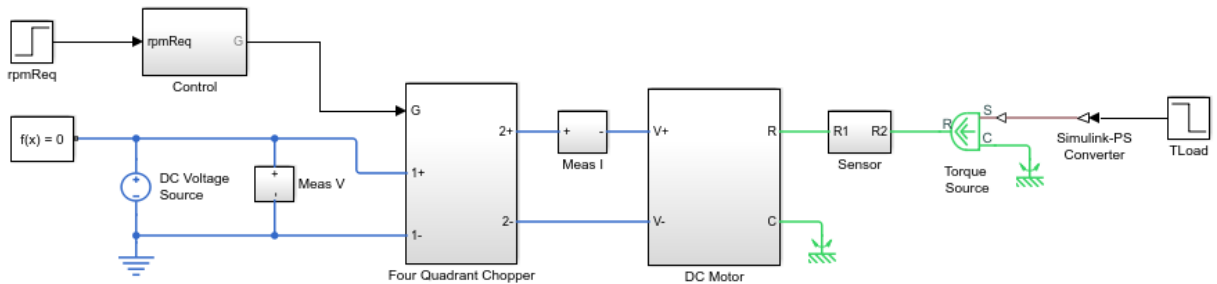 rpmReq
rpmReq
G
Control
f(x) = 0
DC Voltage
Source
+
-
+
-
Meas V
G
1+
1-
2+
2-
Four Quadrant Chopper
+
-
Meas I
V+
V-
R
C
DC Motor
R1
R2
Sensor
R
S
C
Torque
Source
Simulink-PS
Converter
TLoad